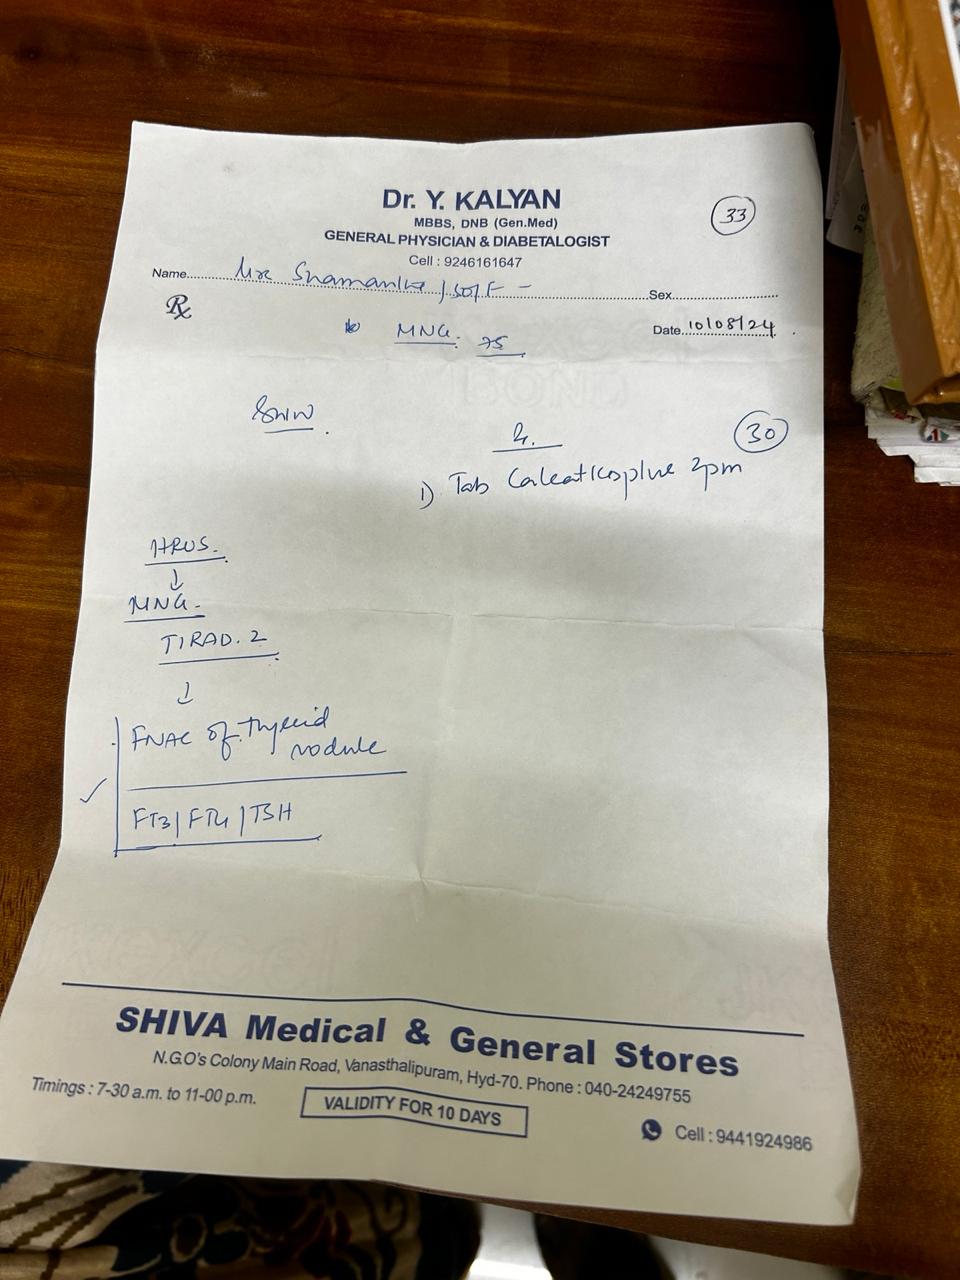 Dr. Y. KALYAN
MBBS, DNB (Gen.Med)
GENERAL PHYSICIAN & DIABETALOGIST
Cell : 9246161647
33
Name
Sex
Rx
Date 10/08/24
MNG. 75
30
1) Tab 2pm
HRUS.
↓
MNG.
TIRAD. 2
↓
FNAC of thyroid
nodule
✓
FT3/FT4/TSH
SHIVA Medical & General Stores
N.G.O's Colony Main Road, Vanasthalipuram, Hyd-70. Phone : 040-24249755
Timings : 7-30 a.m. to 11-00 p.m.
VALIDITY FOR 10 DAYS
Cell : 9441924986